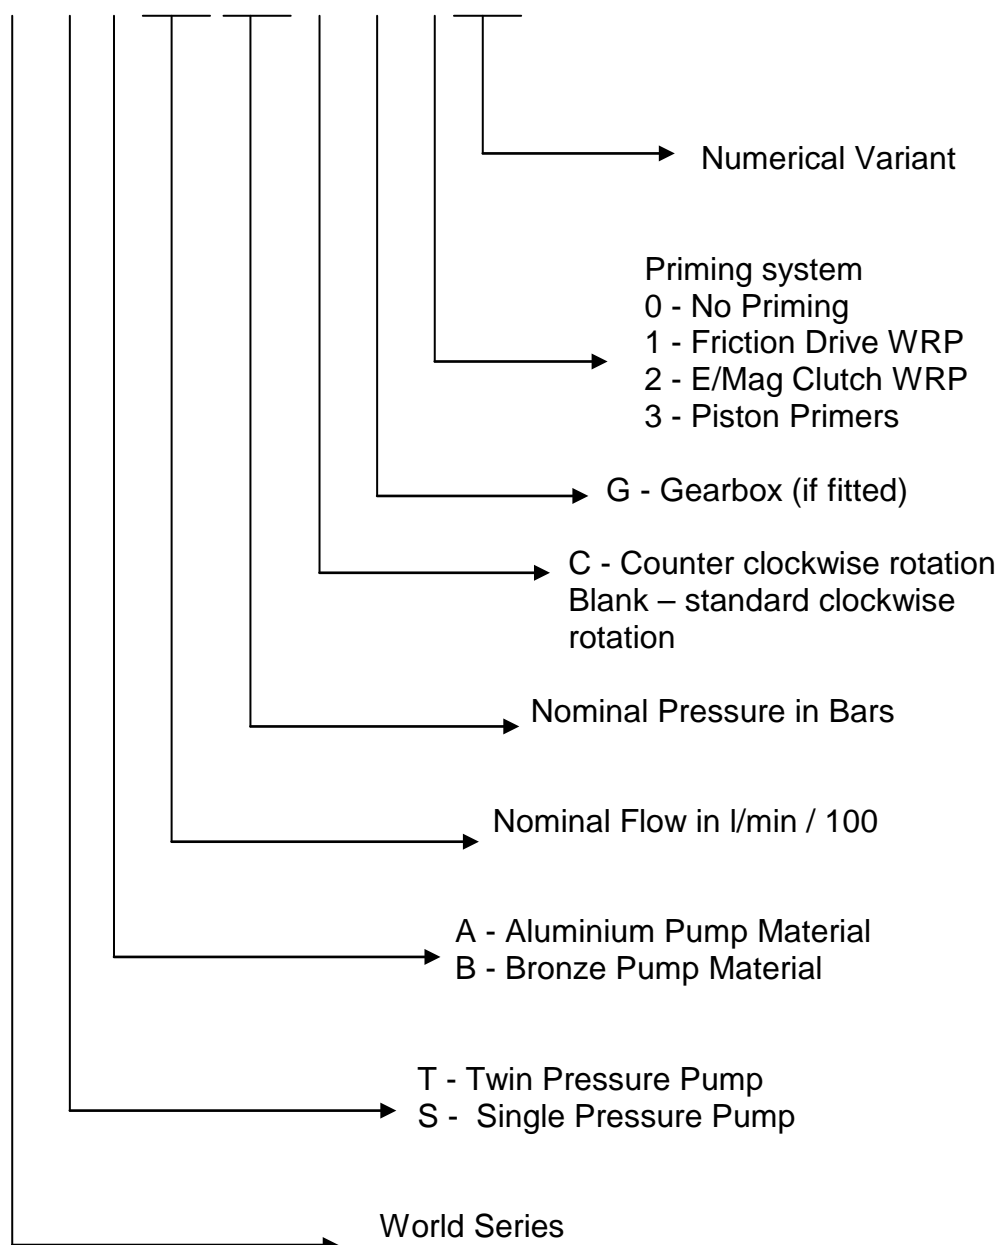 Numerical Variant
Priming system
0 - No Priming
1 - Friction Drive WRP
2 - E/Mag Clutch WRP
3 - Piston Primers
G - Gearbox (if fitted)
C - Counter clockwise rotation
Blank – standard clockwise
rotation
Nominal Pressure in Bars
Nominal Flow in l/min / 100
A - Aluminium Pump Material
B - Bronze Pump Material
T - Twin Pressure Pump
S -  Single Pressure Pump
World Series